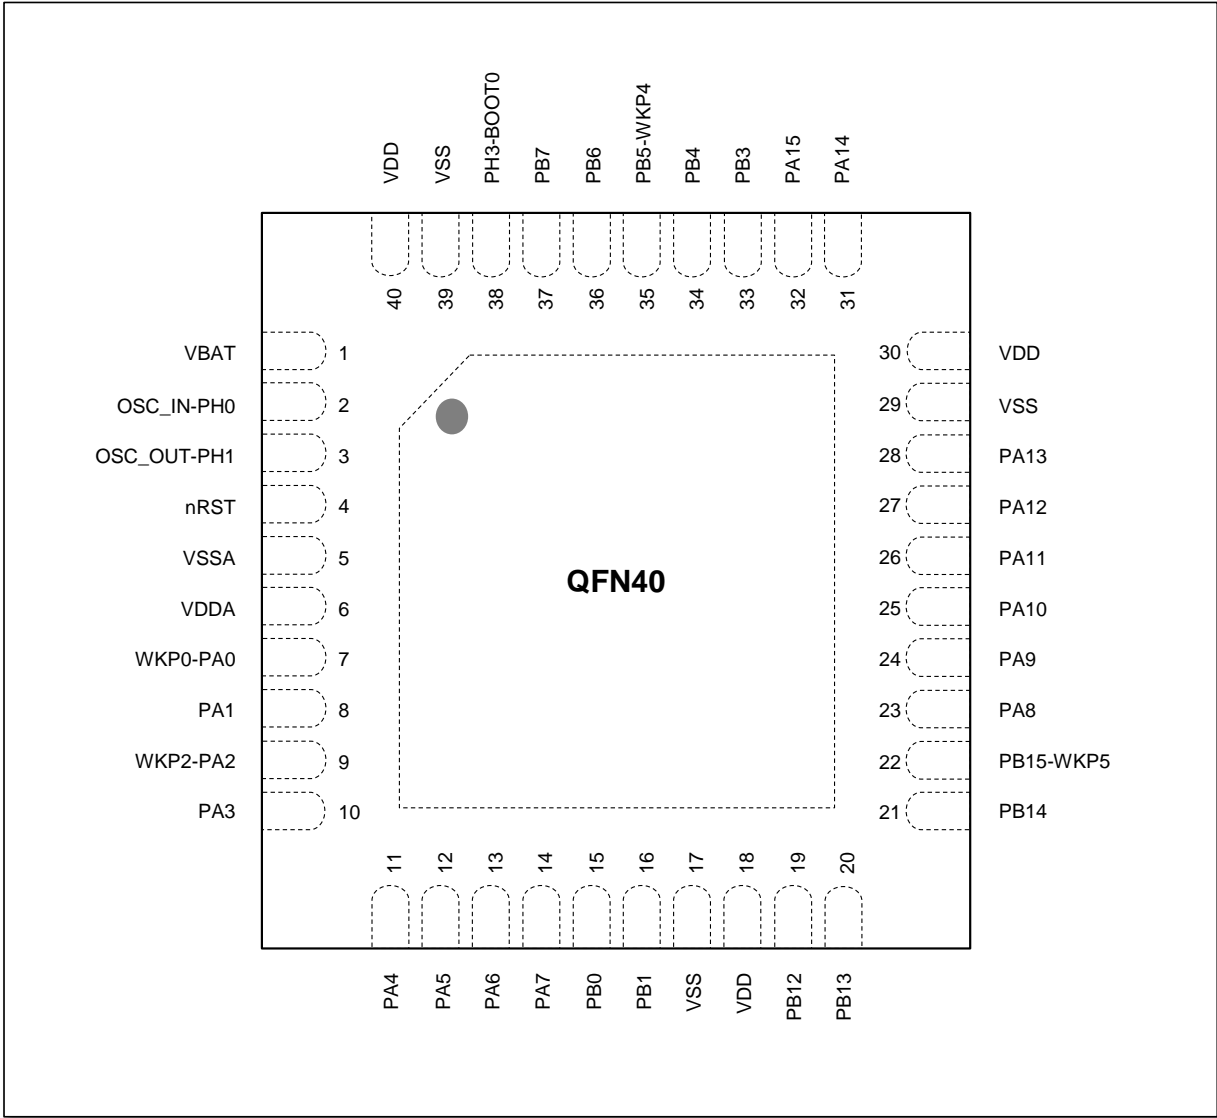 VDD
VSS
PH3-BOOT0
PB7
PB6
PB5-WKP4
PB4
PB3
PA15
PA14
40
39
38
37
36
35
34
33
32
31
VBAT 1
OSC_IN-PH0 2
OSC_OUT-PH1 3
nRST 4
VSSA 5
VDDA 6
WKP0-PA0 7
PA1 8
WKP2-PA2 9
PA3 10
QFN40
30 VDD
29 VSS
28 PA13
27 PA12
26 PA11
25 PA10
24 PA9
23 PA8
22 PB15-WKP5
21 PB14
11
12
13
14
15
16
17
18
19
20
PA4
PA5
PA6
PA7
PB0
PB1
VSS
VDD
PB12
PB13